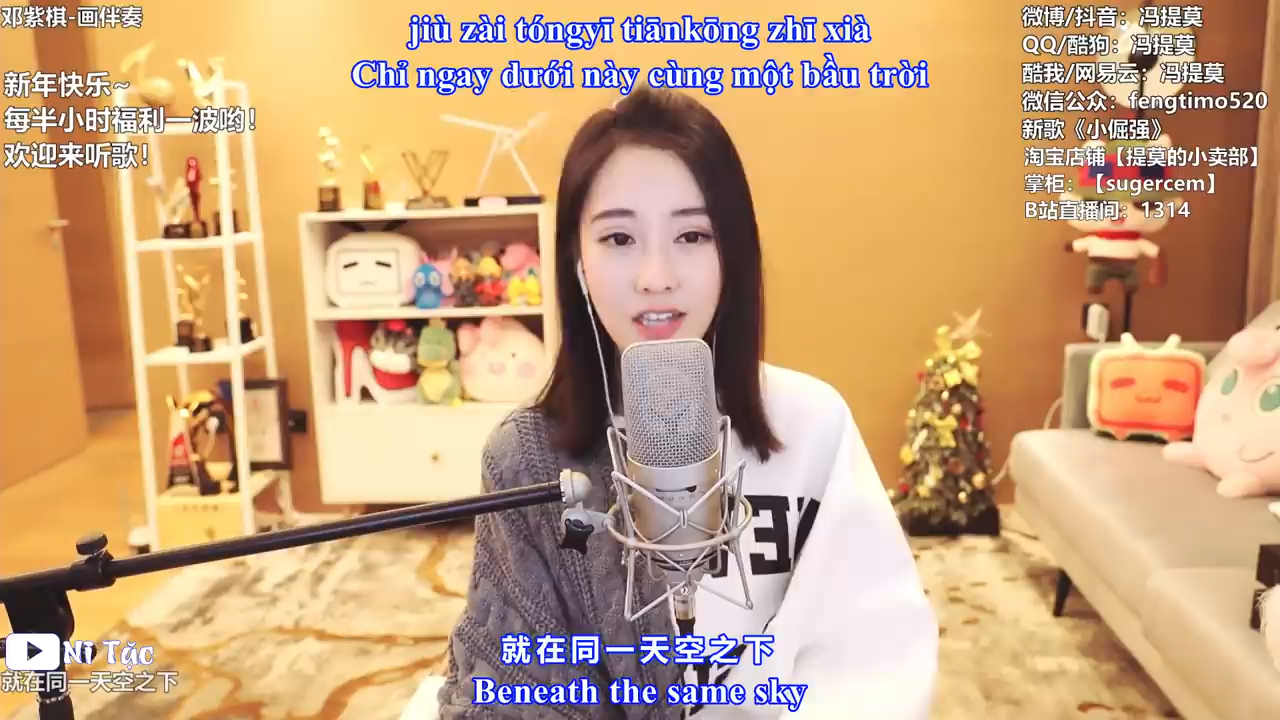 邓紫棋-画伴奏
新年快乐~
每半小时福利一波哟！
欢迎来听歌！
jiù zài tóngyī tiānkōng zhī xià
Chỉ ngay dưới này cùng một bầu trời
微博/抖音：冯提莫
QQ/酷狗：冯提莫
酷我/网易云：冯提莫
微信公众：fengtimo520
新歌《小倔强》
淘宝店铺【提莫的小卖部】
掌柜：【sugercem】
B站直播间：1314
就在同一天空之下
Beneath the same sky
Ni Tặc
就在同一天空之下